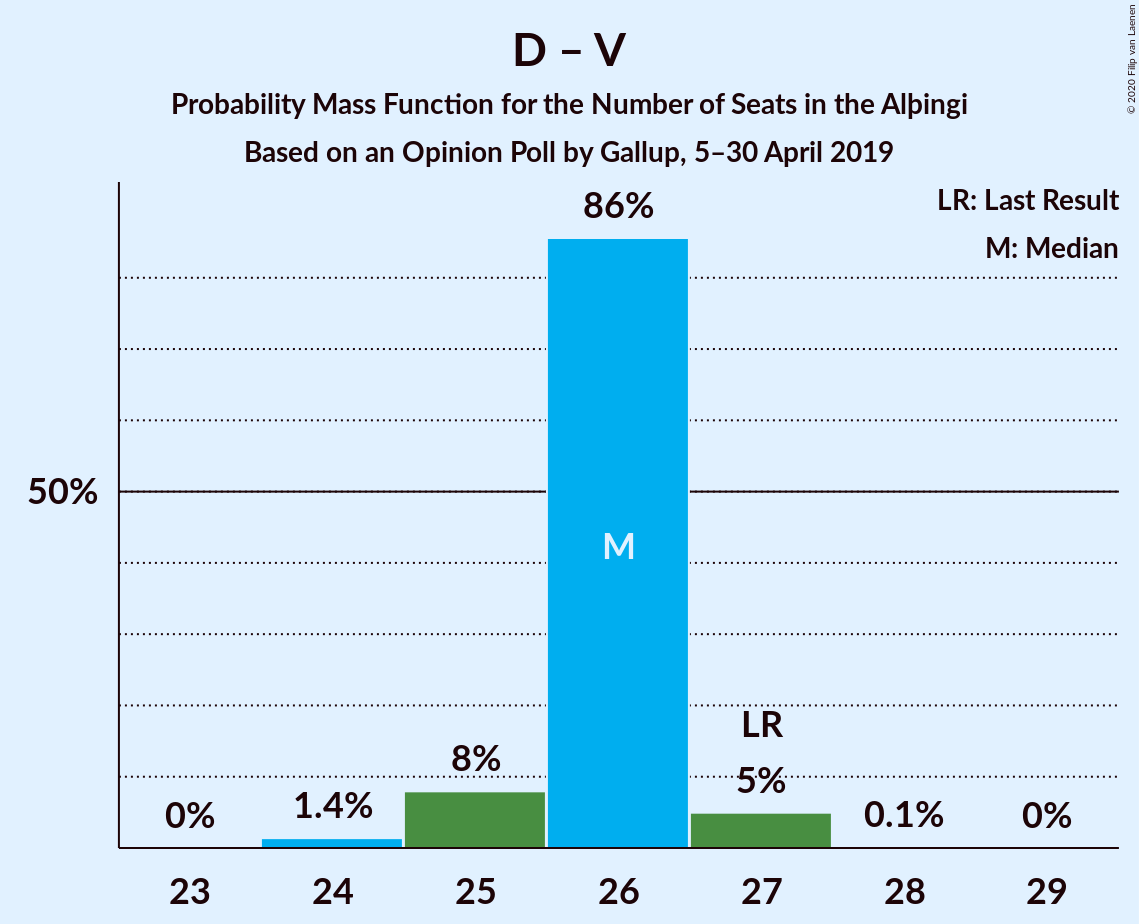 D – V
Probability Mass Function for the Number of Seats in the Alþingi
Based on an Opinion Poll by Gallup, 5–30 April 2019
© 2020 Filip van Laenen
LR: Last Result
M: Median
86%
50%
M
LR
8%
5%
0%
1.4%
0.1%
0%
23 24 25 26 27 28 29